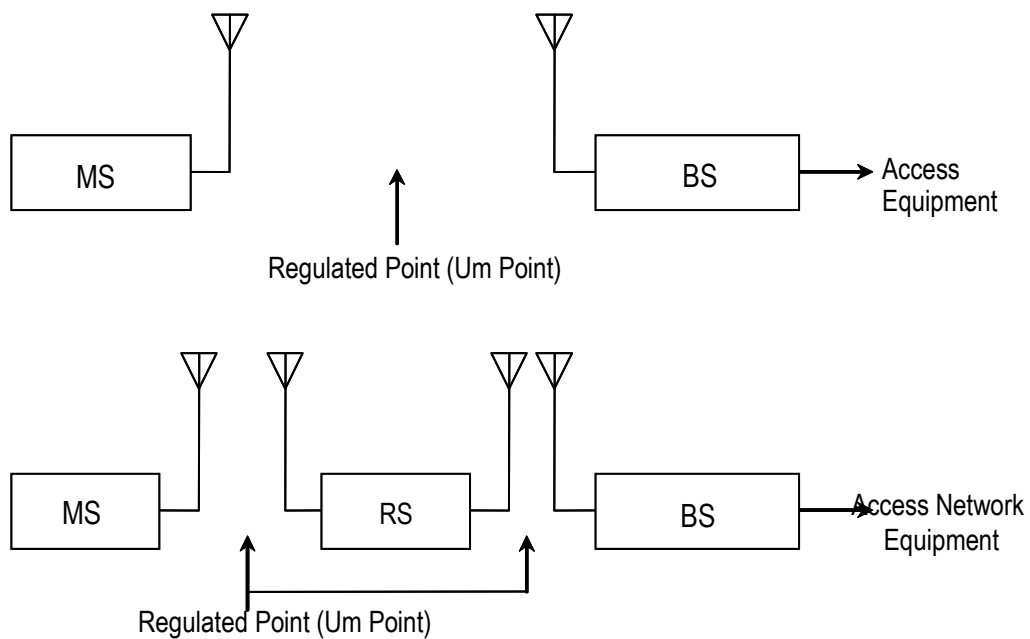 MS
BS
Access
Equipment
Regulated Point (Um Point)
MS
RS
BS
Access Network
Equipment
Regulated Point (Um Point)